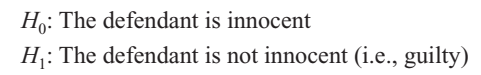 H₀: The defendant is innocent
H₁: The defendant is not innocent (i.e., guilty)